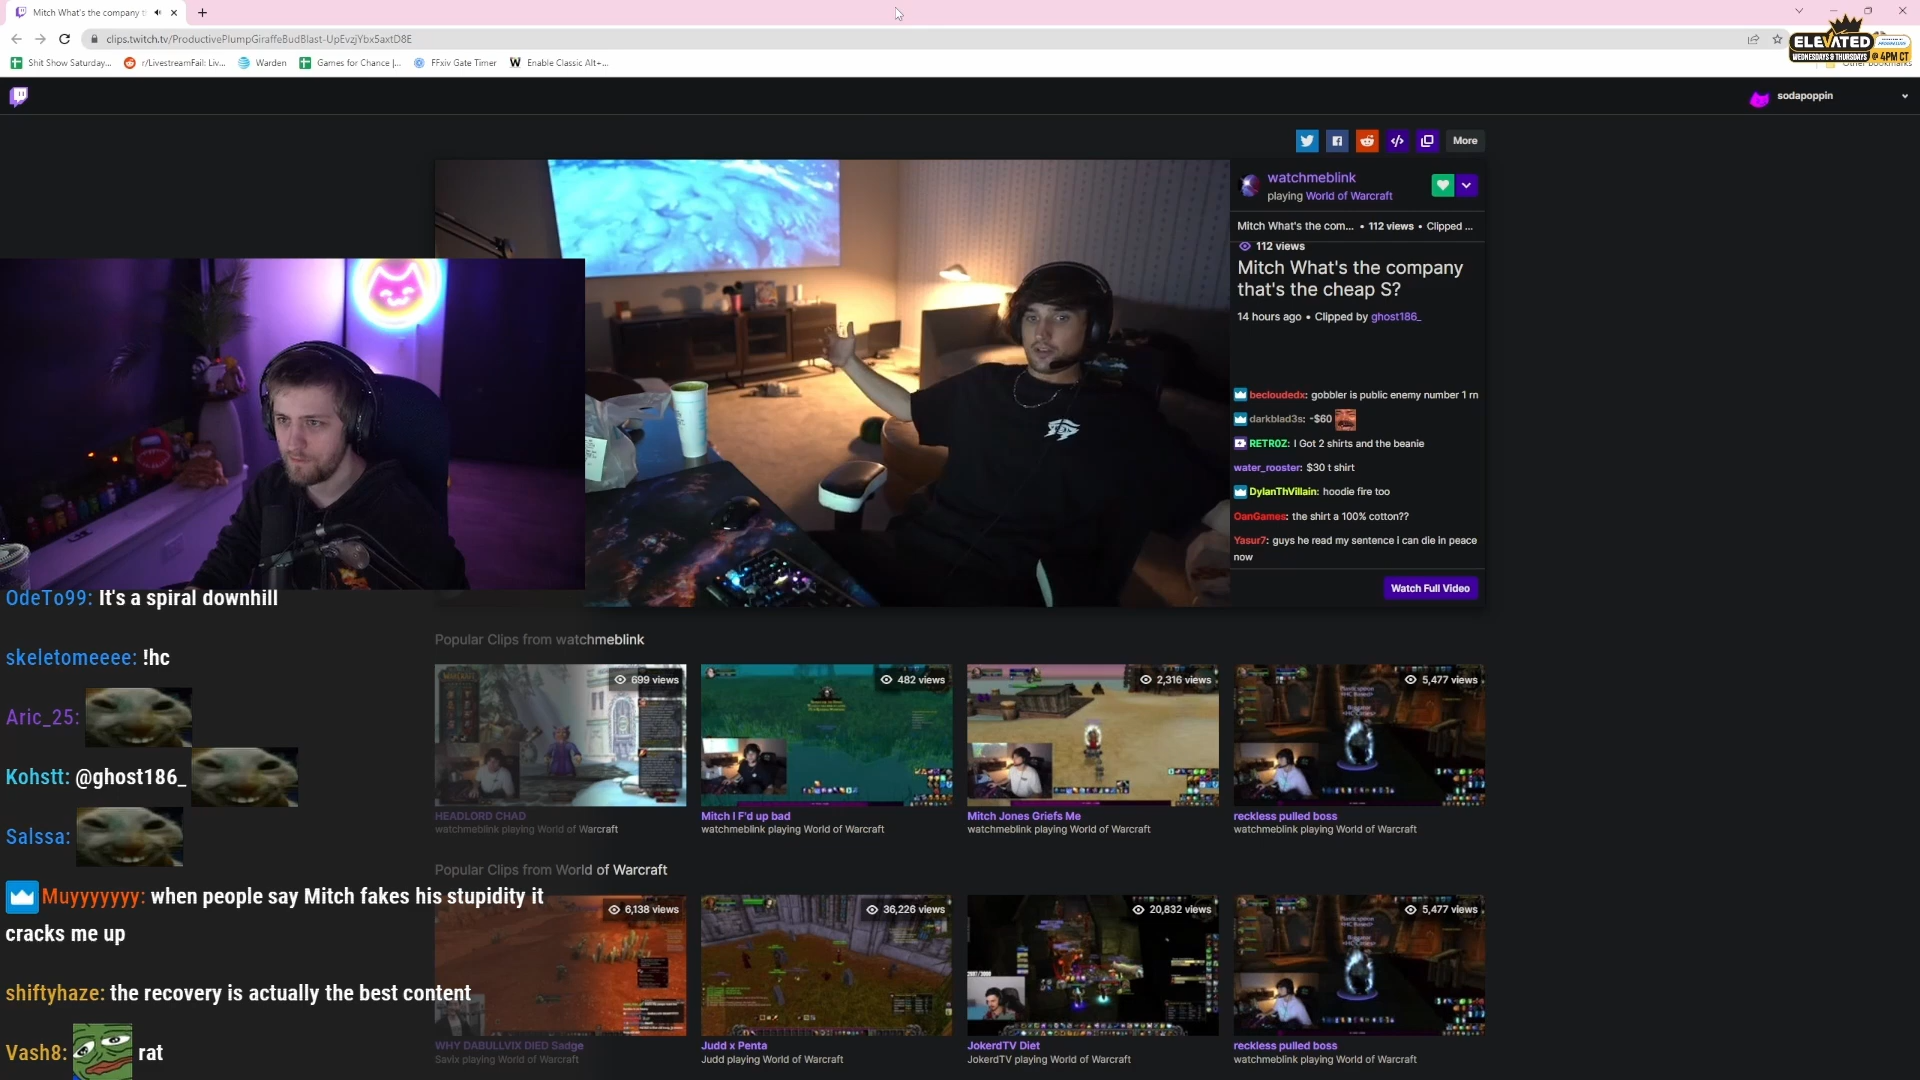 Mitch What's the company t
clips.twitch.tv/ProductivePlumpGiraffeBudBlast-UpEvzjYbx5axtD8E
Shit Show Saturday...
r/LivestreamFail: Liv...
Warden
Games for Chance |...
FFxiv Gate Timer
Enable Classic Alt+...
Other bookmarks
ELEVATED
WEDNESDAYS & THURSDAYS @ 4PM CT
sodapoppin
More
watchmeblink
playing World of Warcraft
Mitch What's the com... • 112 views • Clipped ...
112 views
Mitch What's the company
that's the cheap S?
14 hours ago • Clipped by ghost186_
becloudedx: gobbler is public enemy number 1 rn
darkblad3s: -$60
RETR0Z: I Got 2 shirts and the beanie
water_rooster: $30 t shirt
DylanThVillain: hoodie fire too
OanGames: the shirt a 100% cotton??
Yasur7: guys he read my sentence i can die in peace
now
Watch Full Video
OdeTo99: It's a spiral downhill
skeletomeeee: !hc
Aric_25:
Kohstt: @ghost186_
Salssa:
Muyyyyyyy: when people say Mitch fakes his stupidity it
cracks me up
shiftyhaze: the recovery is actually the best content
Vash8: rat
Popular Clips from watchmeblink
699 views
482 views
2,316 views
5,477 views
HEADLORD CHAD
watchmeblink playing World of Warcraft
Mitch I F'd up bad
watchmeblink playing World of Warcraft
Mitch Jones Griefs Me
watchmeblink playing World of Warcraft
reckless pulled boss
watchmeblink playing World of Warcraft
Popular Clips from World of Warcraft
6,138 views
36,226 views
20,832 views
5,477 views
WHY DABULLVIX DIED Sadge
Savix playing World of Warcraft
Judd x Penta
Judd playing World of Warcraft
JokerdTV Diet
JokerdTV playing World of Warcraft
reckless pulled boss
watchmeblink playing World of Warcraft